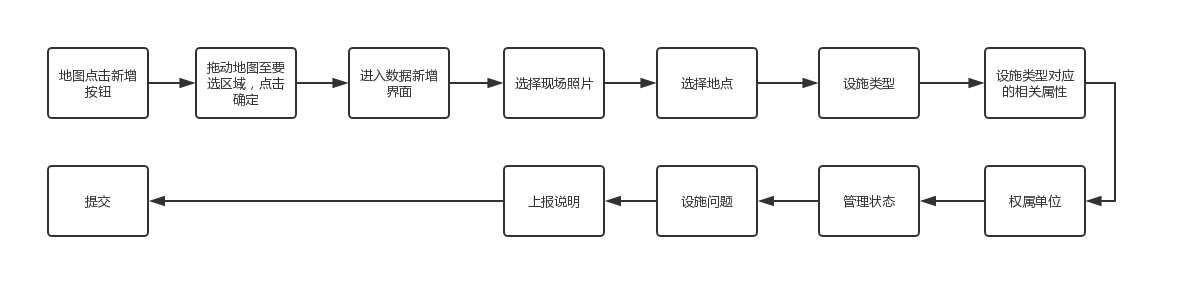 地图点击新增
按钮
拖动地图至要
选区域，点击
确定
进入数据新增
界面
选择现场照片
选择地点
设施类型
设施类型对应
的相关属性
权属单位
管理状态
设施问题
上报说明
提交